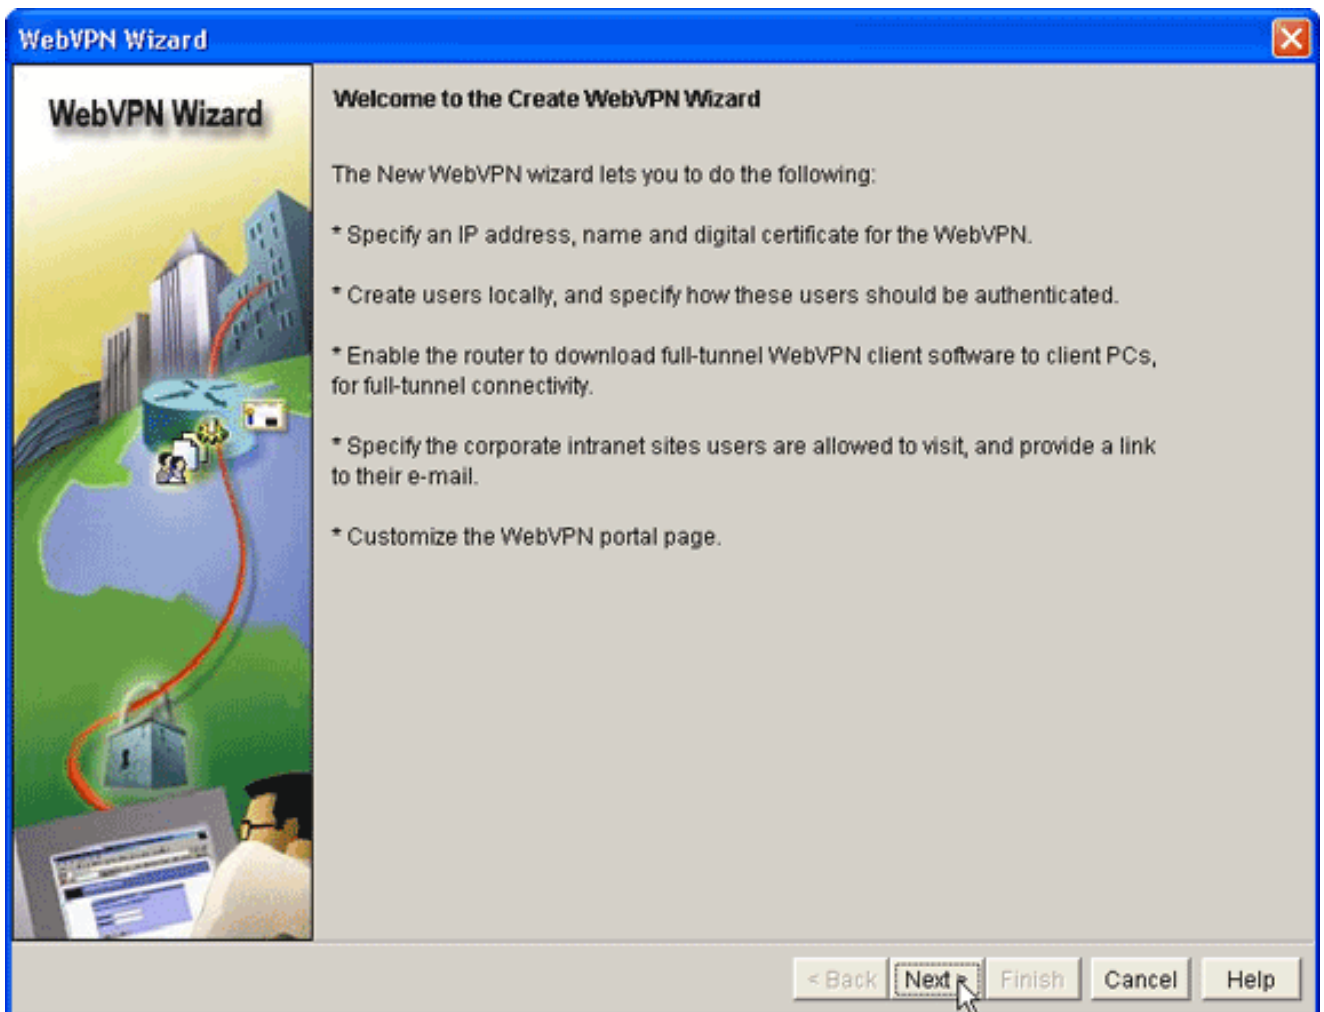 WebVPN Wizard
WebVPN Wizard
Welcome to the Create WebVPN Wizard
The New WebVPN wizard lets you to do the following:
* Specify an IP address, name and digital certificate for the WebVPN.
* Create users locally, and specify how these users should be authenticated.
* Enable the router to download full-tunnel WebVPN client software to client PCs,
for full-tunnel connectivity.
* Specify the corporate intranet sites users are allowed to visit, and provide a link
to their e-mail.
* Customize the WebVPN portal page.
< Back Next > Finish Cancel Help